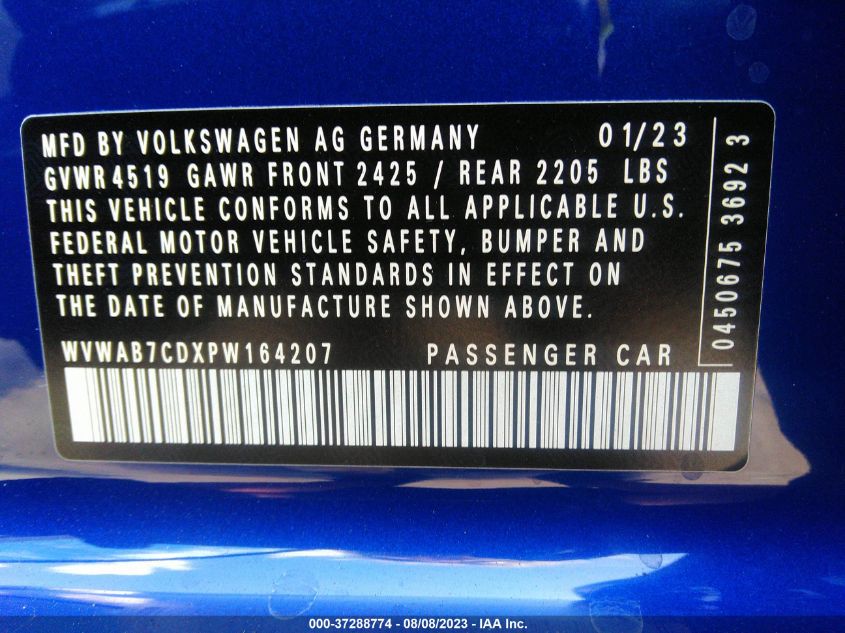 MFD BY VOLKSWAGEN AG GERMANY 01/23
GVWR 4519 GAWR FRONT 2425 / REAR 2205 LBS
THIS VEHICLE CONFORMS TO ALL APPLICABLE U.S.
FEDERAL MOTOR VEHICLE SAFETY, BUMPER AND
THEFT PREVENTION STANDARDS IN EFFECT ON
THE DATE OF MANUFACTURE SHOWN ABOVE.
WVWAB7CDXPW164207 PASSENGER CAR
0450675 3692 3
000-37288774 - 08/08/2023 - IAA Inc.